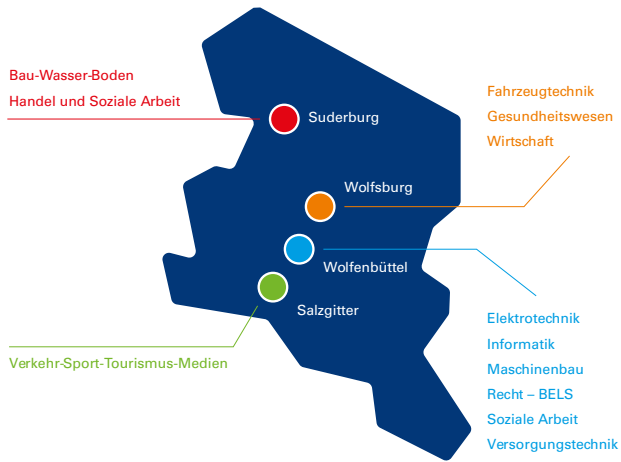 Bau-Wasser-Boden
Handel und Soziale Arbeit
Suderburg
Fahrzeugtechnik
Gesundheitswesen
Wirtschaft
Wolfsburg
Wolfenbüttel
Salzgitter
Verkehr-Sport-Tourismus-Medien
Elektrotechnik
Informatik
Maschinenbau
Recht – BELS
Soziale Arbeit
Versorgungstechnik